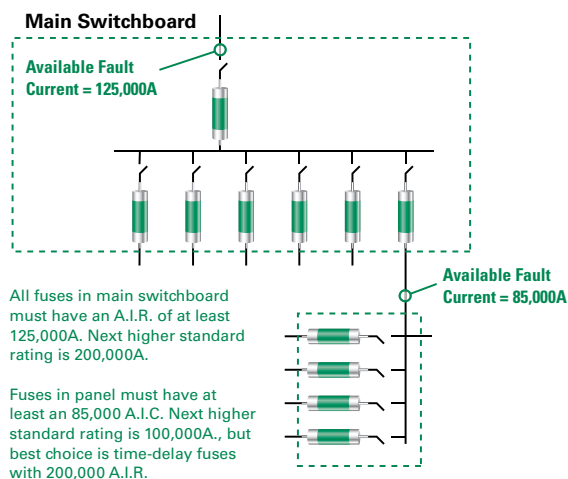 Main Switchboard
Available Fault
Current = 125,000A
Available Fault
Current = 85,000A
All fuses in main switchboard
must have an A.I.R. of at least
125,000A. Next higher standard
rating is 200,000A.
Fuses in panel must have at
least an 85,000 A.I.C. Next higher
standard rating is 100,000A., but
best choice is time-delay fuses
with 200,000 A.I.R.